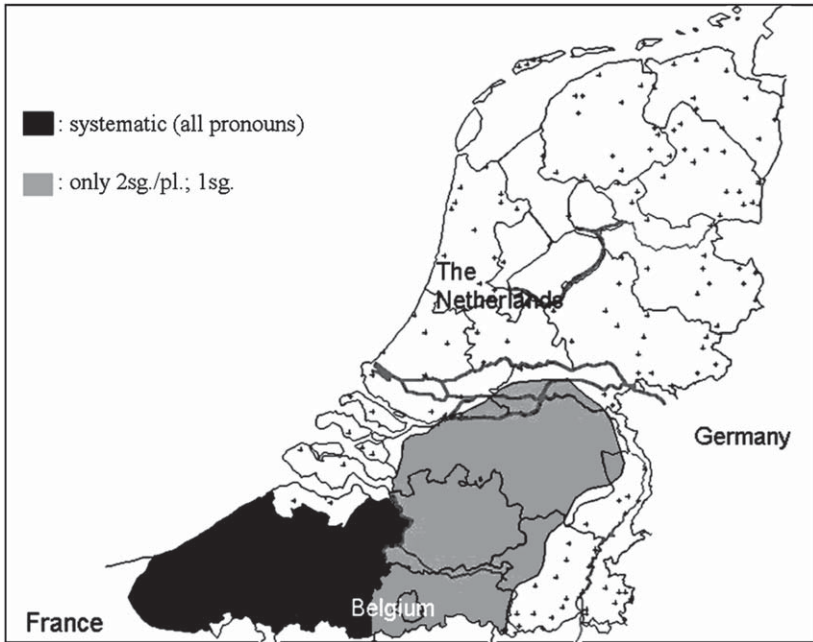 : systematic (all pronouns)
: only 2sg./pl.; 1sg.
The
Netherlands
Germany
Belgium
France